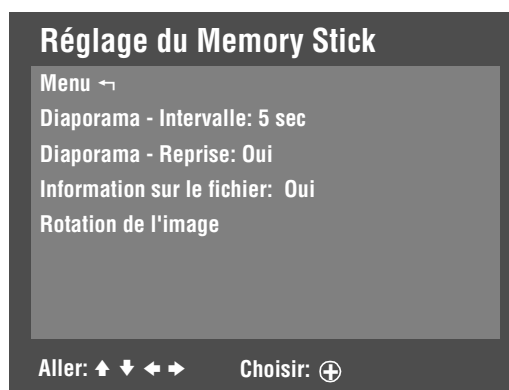 Réglage du Memory Stick
Menu ↰
Diaporama - Intervalle: 5 sec
Diaporama - Reprise: Oui
Information sur le fichier: Oui
Rotation de l'image
Aller: ↑ ↓ ← → Choisir: ⊕